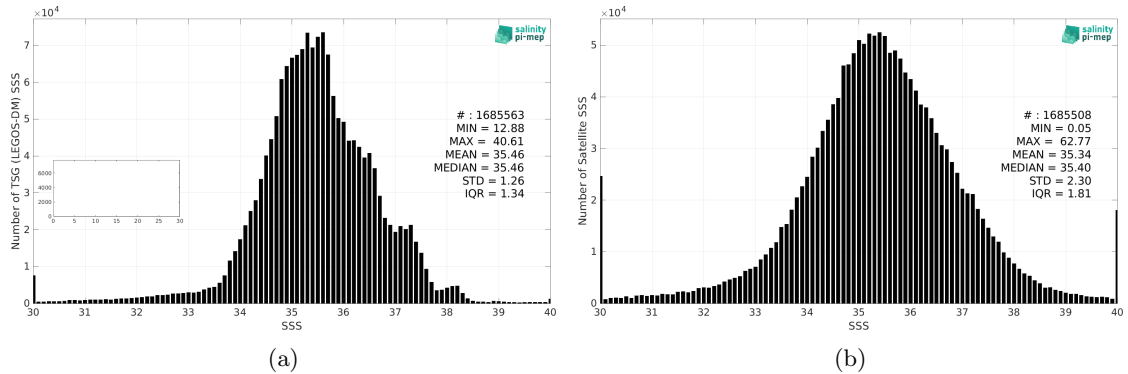 ×10⁴
7
6
5
4
3
2
1
0
Number of TSG (LEGOS-DM) SSS
salinity
pi-mep
# : 1685563
MIN = 12.88
MAX = 40.61
MEAN = 35.46
MEDIAN = 35.46
STD = 1.26
IQR = 1.34
6000
4000
2000
0
0 5 10 15 20 25 30
30 31 32 33 34 35 36 37 38 39 40
SSS
(a)
×10⁴
5
4
3
2
1
0
Number of Satellite SSS
salinity
pi-mep
# : 1685508
MIN = 0.05
MAX = 62.77
MEAN = 35.34
MEDIAN = 35.40
STD = 2.30
IQR = 1.81
30 31 32 33 34 35 36 37 38 39 40
SSS
(b)